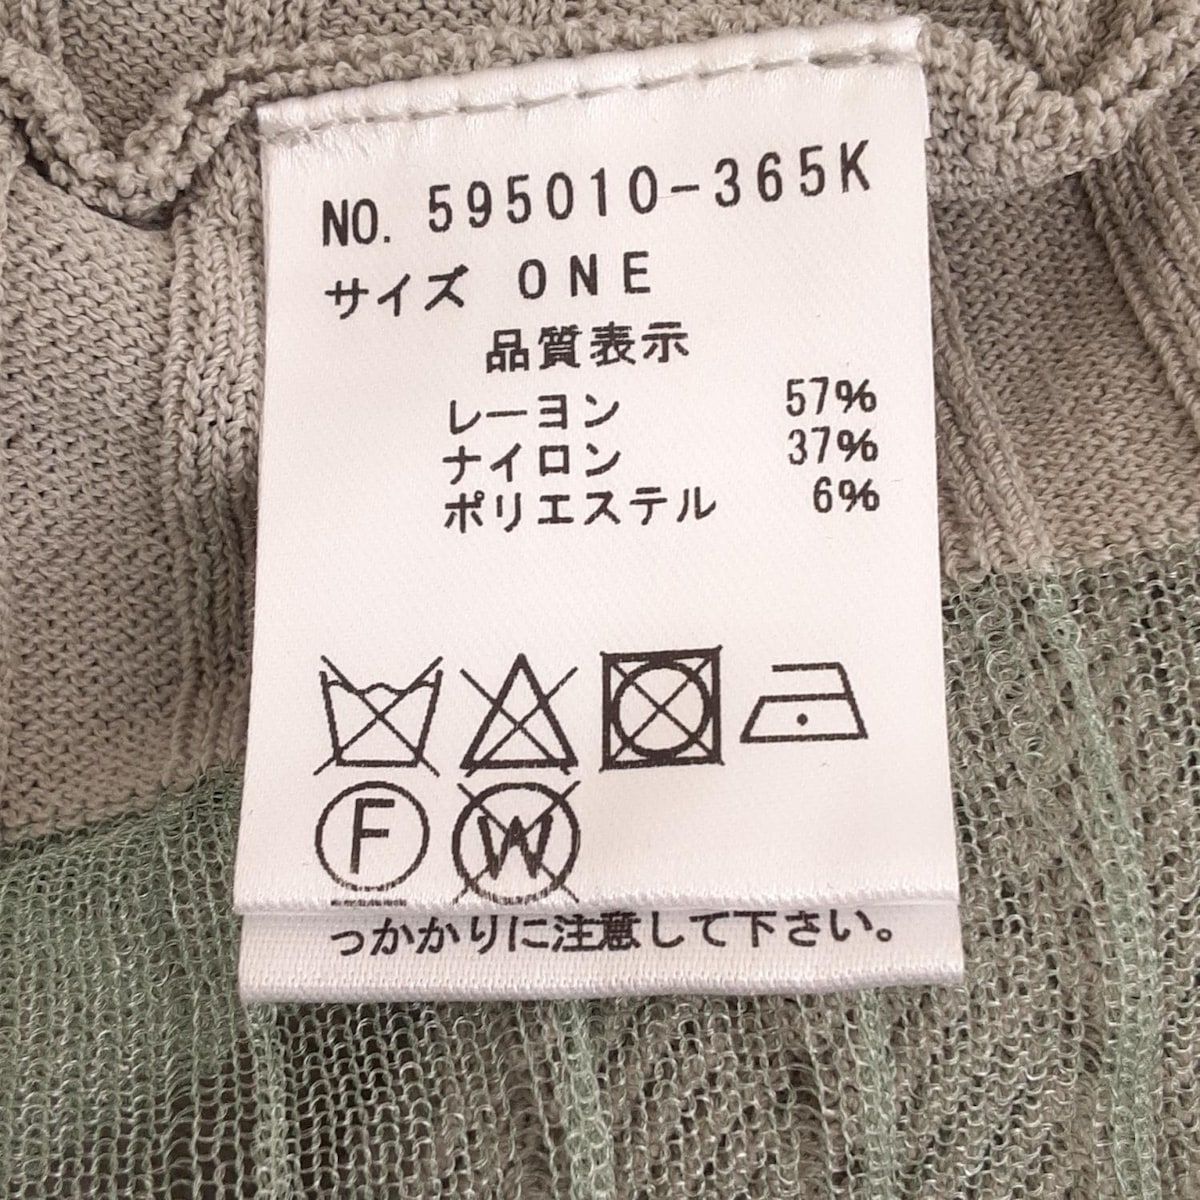 NO. 595010-365K
サイズ ONE
品質表示
レーヨン 57%
ナイロン 37%
ポリエステル 6%
F W
っかかりに注意して下さい。